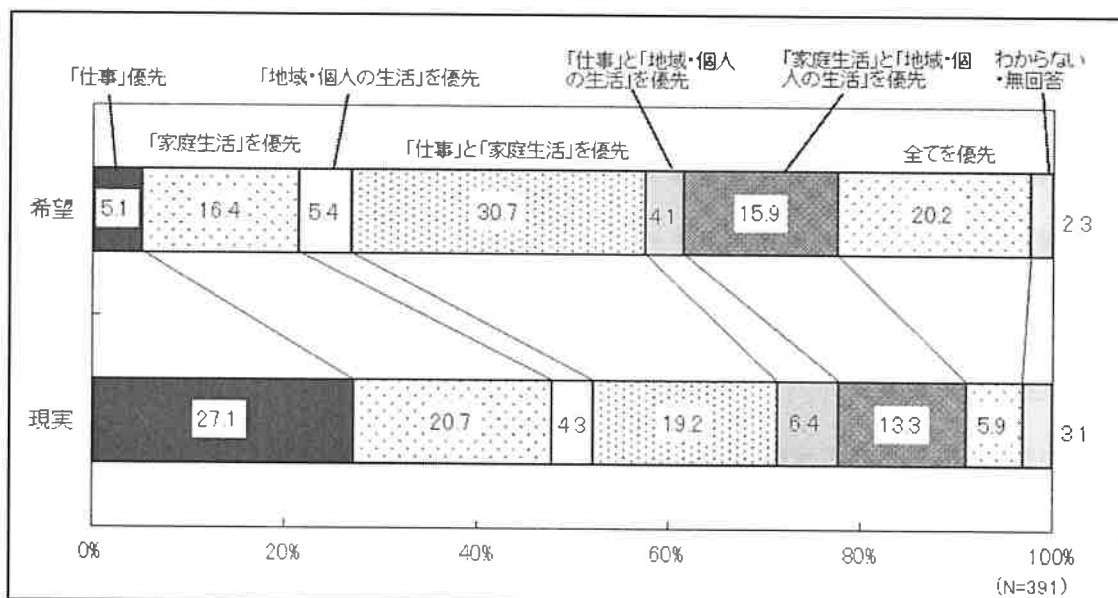 「仕事」と「地域・個人
の生活」を優先
「家庭生活」と「地域・個
人の生活」を優先
わからない
・無回答
「仕事」優先
「地域・個人の生活」を優先
「家庭生活」を優先
「仕事」と「家庭生活」を優先
全てを優先
希望
5.1
16.4
5.4
30.7
4.1
15.9
20.2
2.3
現実
27.1
20.7
4.3
19.2
6.4
13.3
5.9
3.1
0%
20%
40%
60%
80%
100%
(N=391)